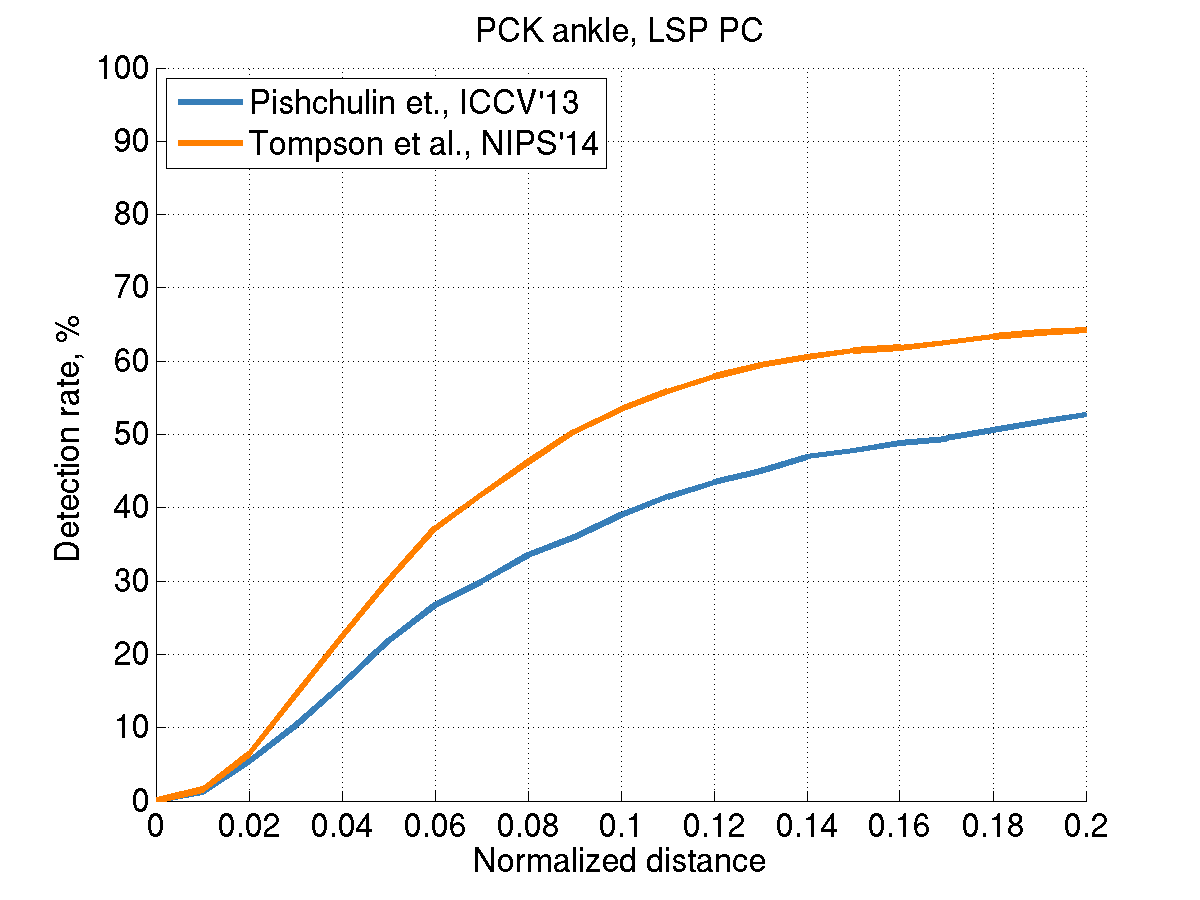 PCK ankle, LSP PC
Pishchulin et., ICCV'13
Tompson et al., NIPS'14
Detection rate, %
100
90
80
70
60
50
40
30
20
10
0
0 0.02 0.04 0.06 0.08 0.1 0.12 0.14 0.16 0.18 0.2
Normalized distance